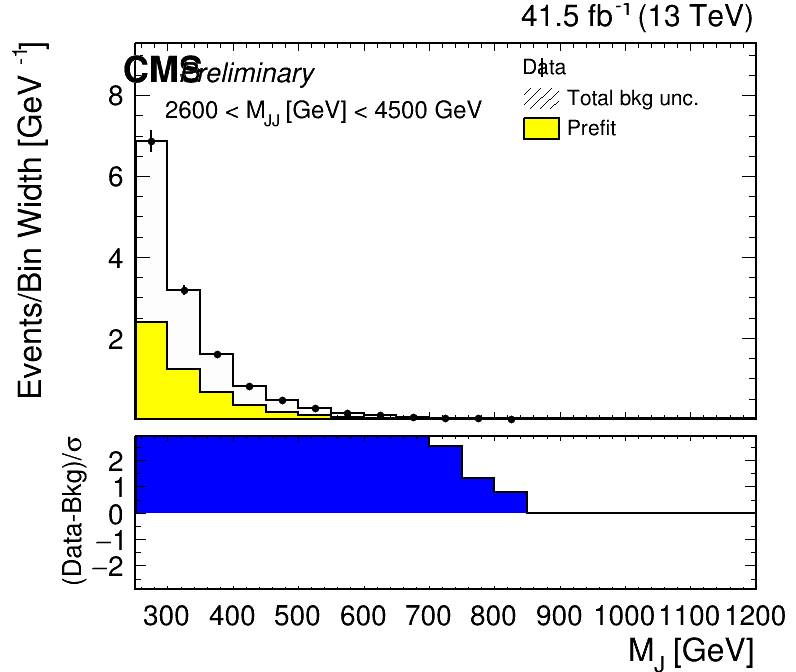 41.5 fb-1 (13 TeV)
CMS Preliminary
2600 < MJJ [GeV] < 4500 GeV
Data
Total bkg unc.
Prefit
Events/Bin Width [GeV -1]
8
6
4
2
(Data-Bkg)/σ
2
1
0
−1
−2
300 400 500 600 700 800 900 1000 1100 1200
MJ [GeV]